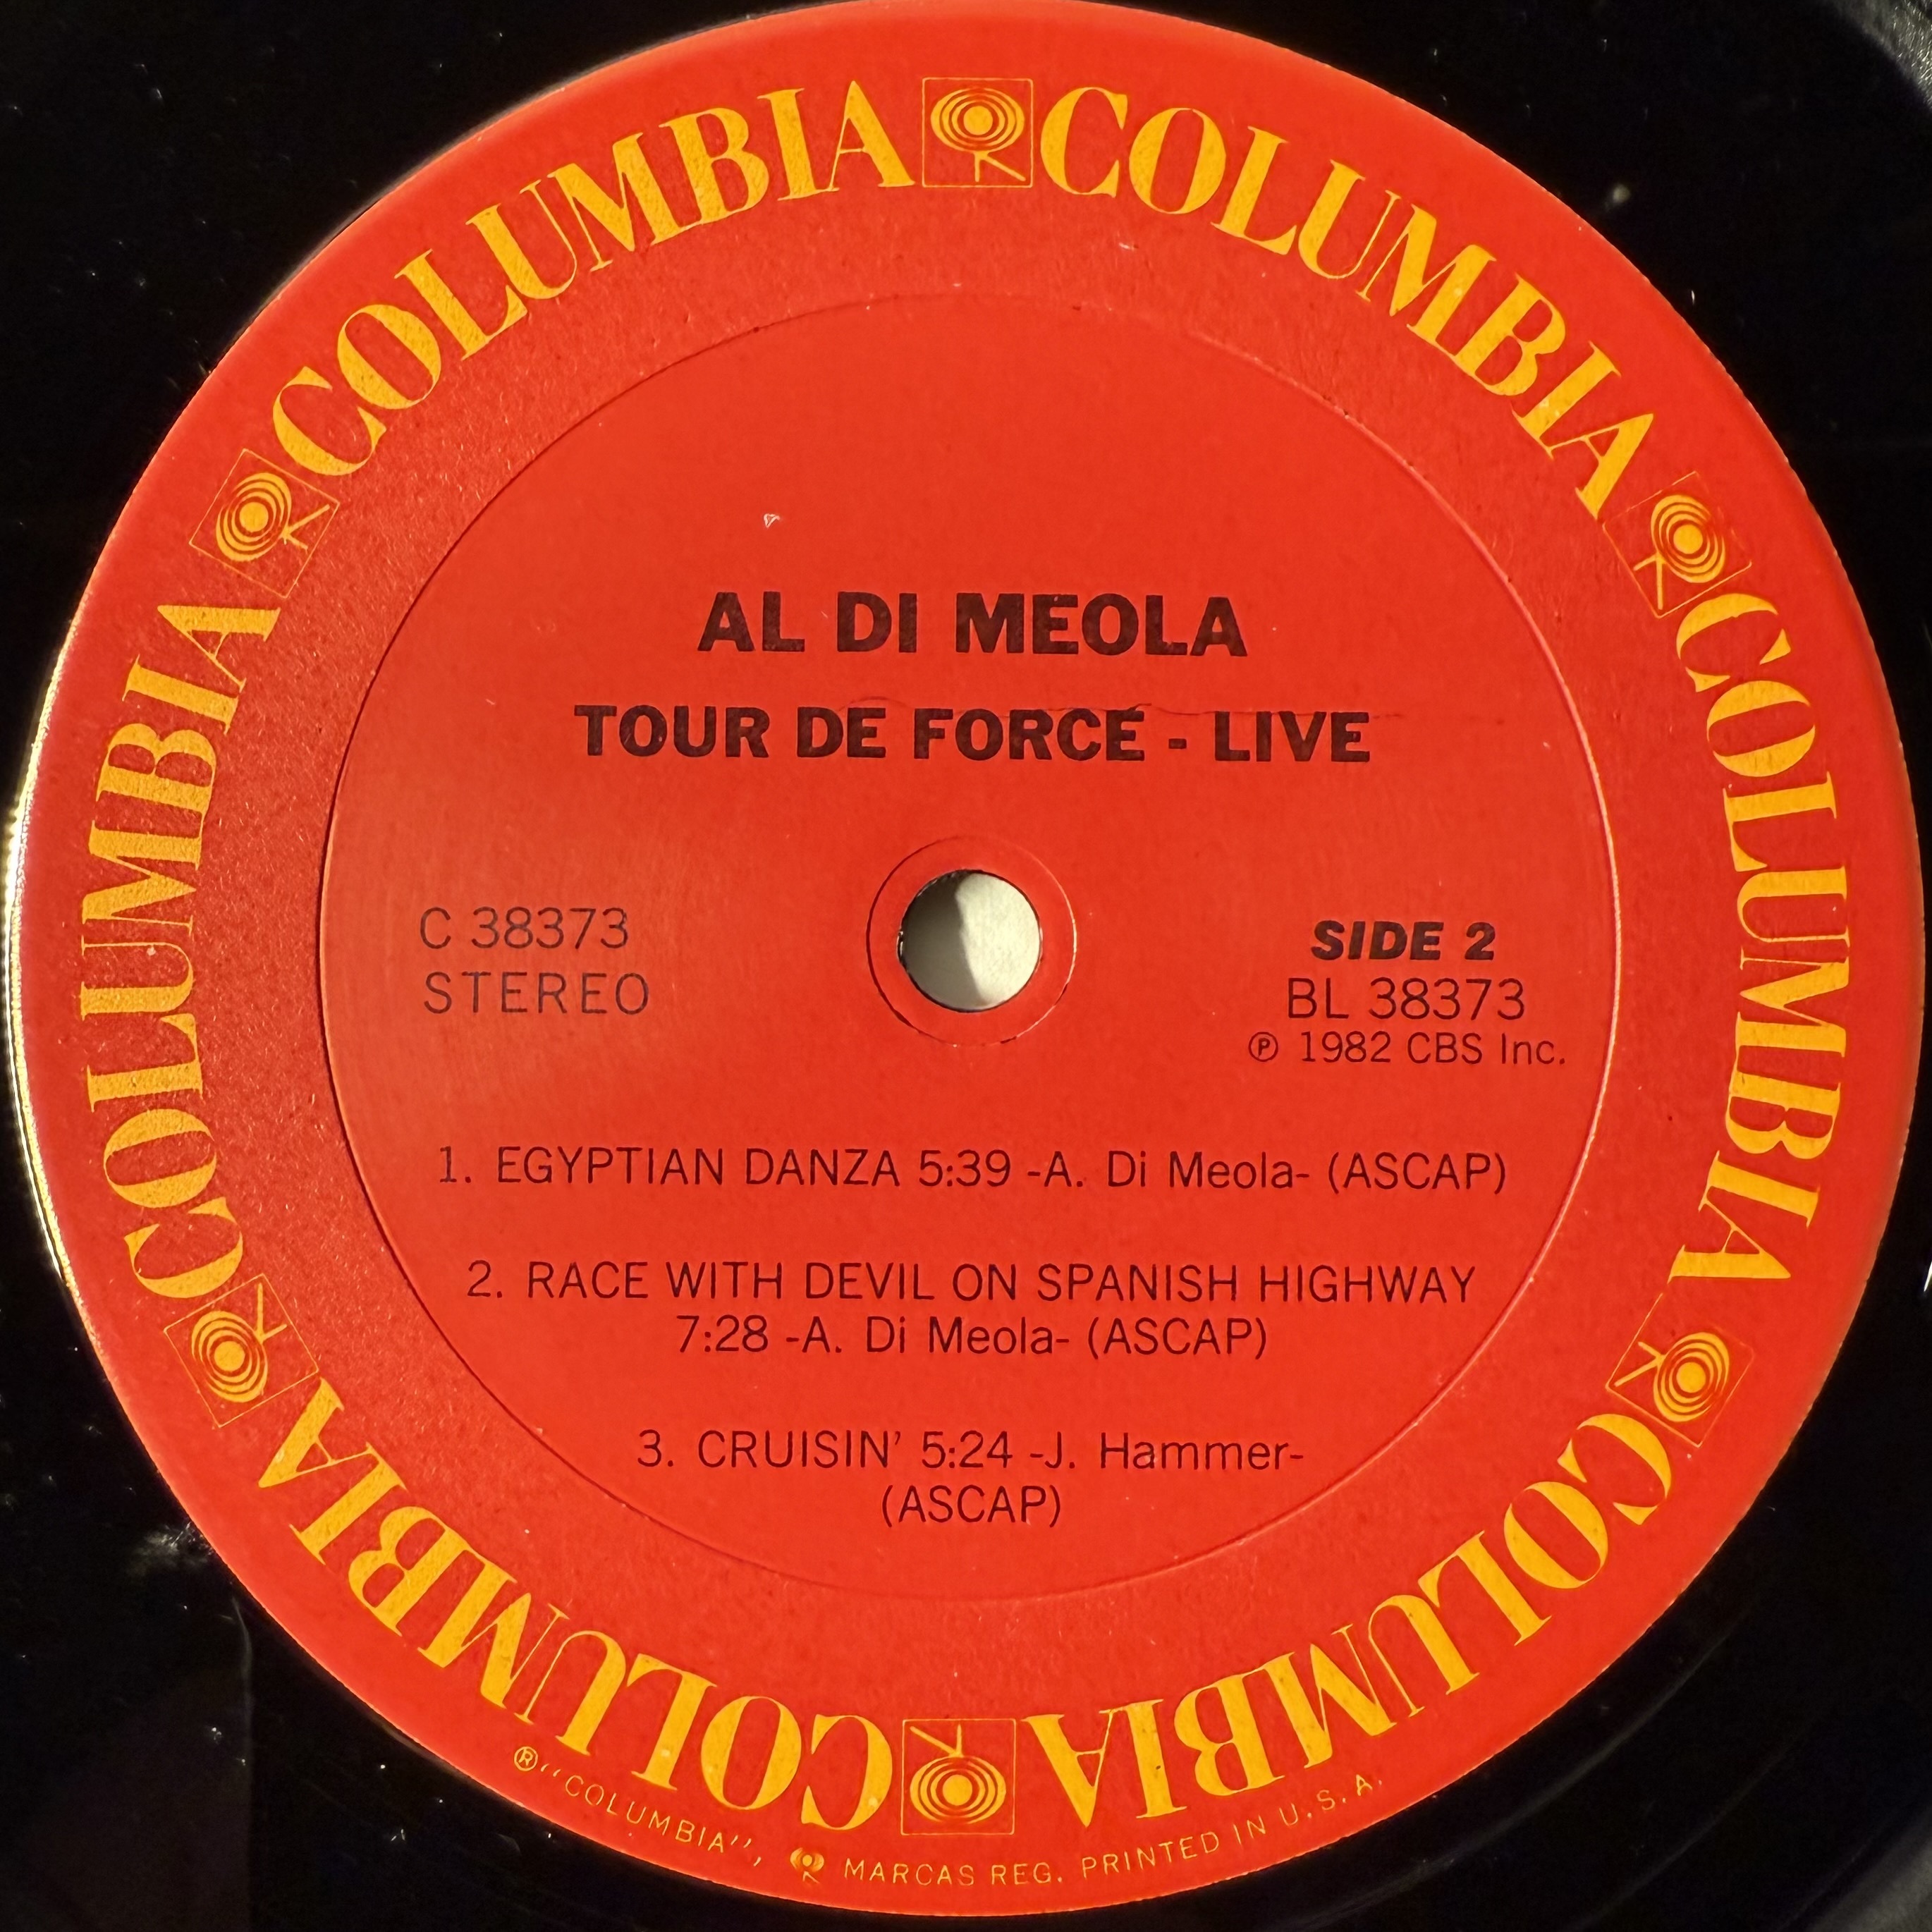 COLUMBIA COLUMBIA COLUMBIA COLUMBIA COLUMBIA COLUMBIA
AL DI MEOLA
TOUR DE FORCE - LIVE
C 38373
STEREO
SIDE 2
BL 38373
℗ 1982 CBS Inc.
1. EGYPTIAN DANZA 5:39 -A. Di Meola- (ASCAP)
2. RACE WITH DEVIL ON SPANISH HIGHWAY
7:28 -A. Di Meola- (ASCAP)
3. CRUISIN' 5:24 -J. Hammer-
(ASCAP)
® "COLUMBIA", MARCAS REG. PRINTED IN U.S.A.